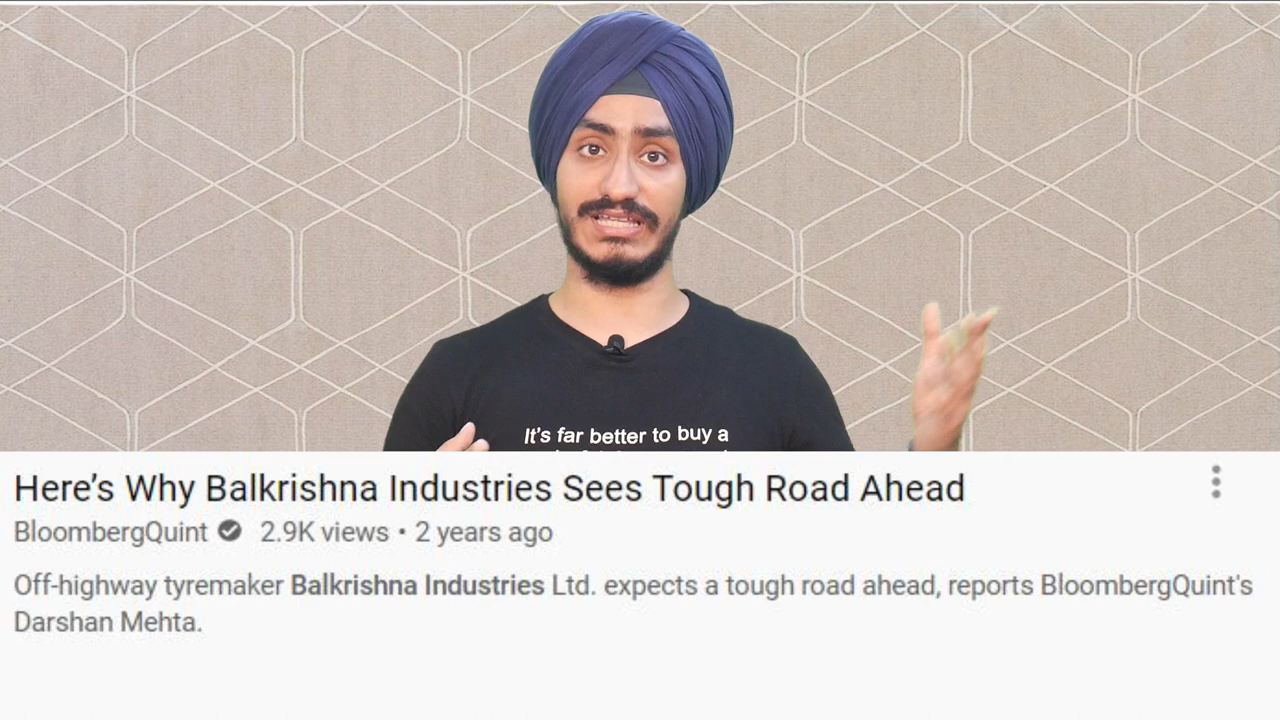 It's far better to buy a
Here's Why Balkrishna Industries Sees Tough Road Ahead
BloombergQuint 2.9K views • 2 years ago
Off-highway tyremaker Balkrishna Industries Ltd. expects a tough road ahead, reports BloombergQuint's
Darshan Mehta.